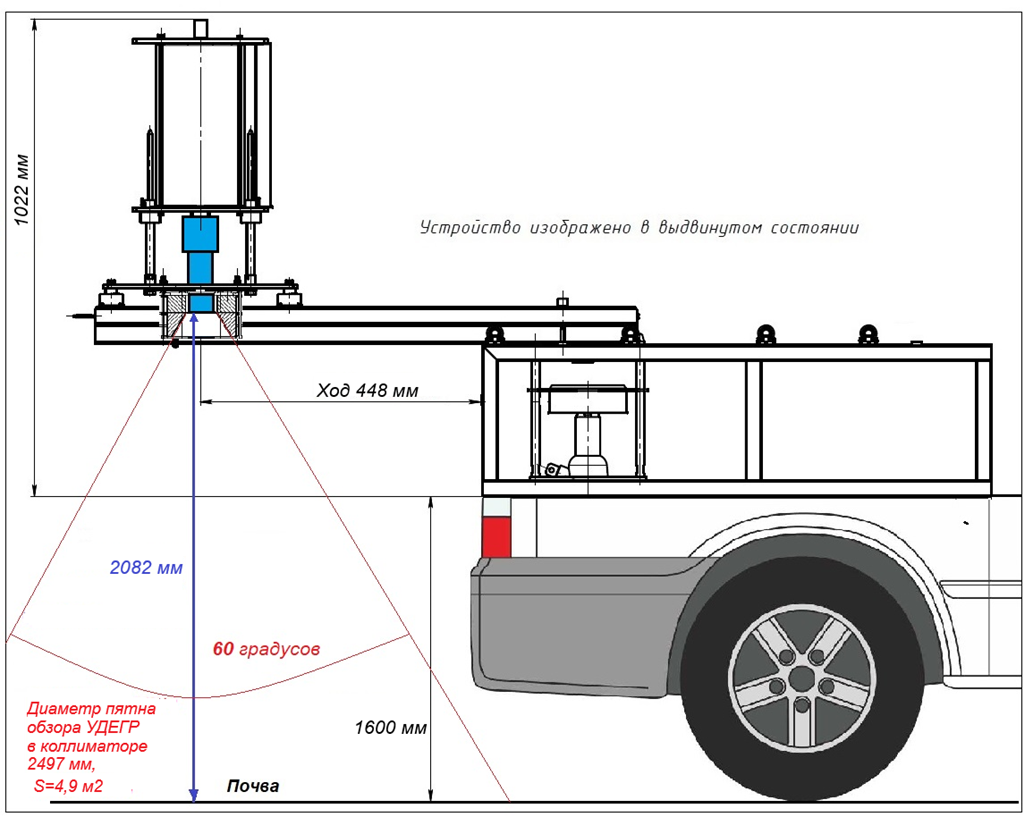 1022 мм
Устройство изображено в выдвинутом состоянии
Ход 448 мм
2082 мм
60 градусов
Диаметр пятна
обзора УДЕГР
в коллиматоре
2497 мм,
S=4,9 м2
1600 мм
Почва